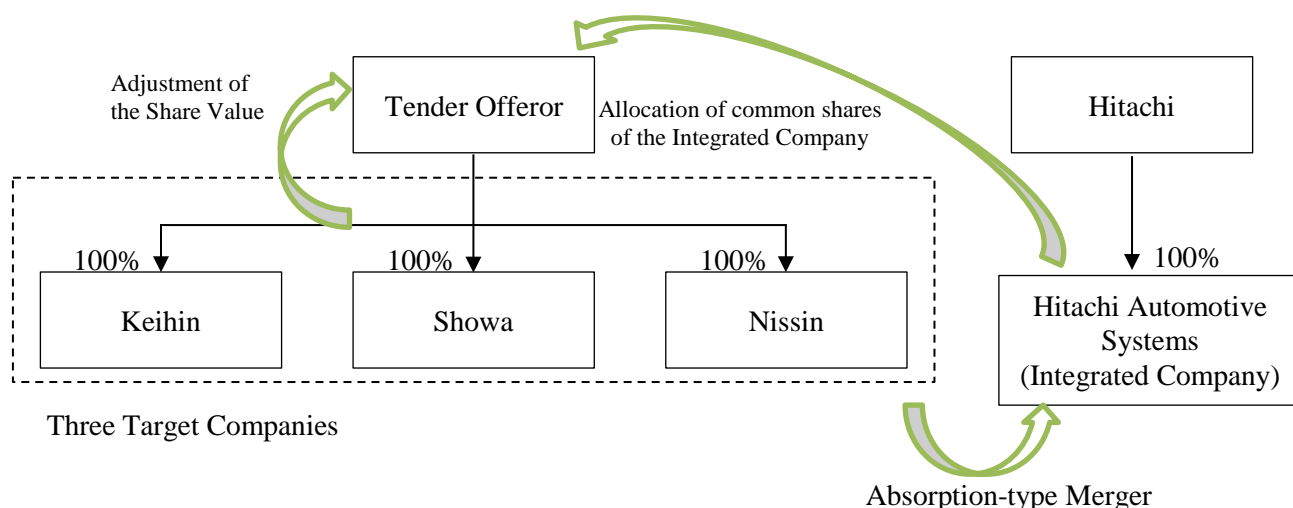 Adjustment of
the Share Value
Tender Offeror
Allocation of common shares
of the Integrated Company
Hitachi
100%
100%
100%
100%
Keihin
Showa
Nissin
Hitachi Automotive
Systems
(Integrated Company)
Three Target Companies
Absorption-type Merger